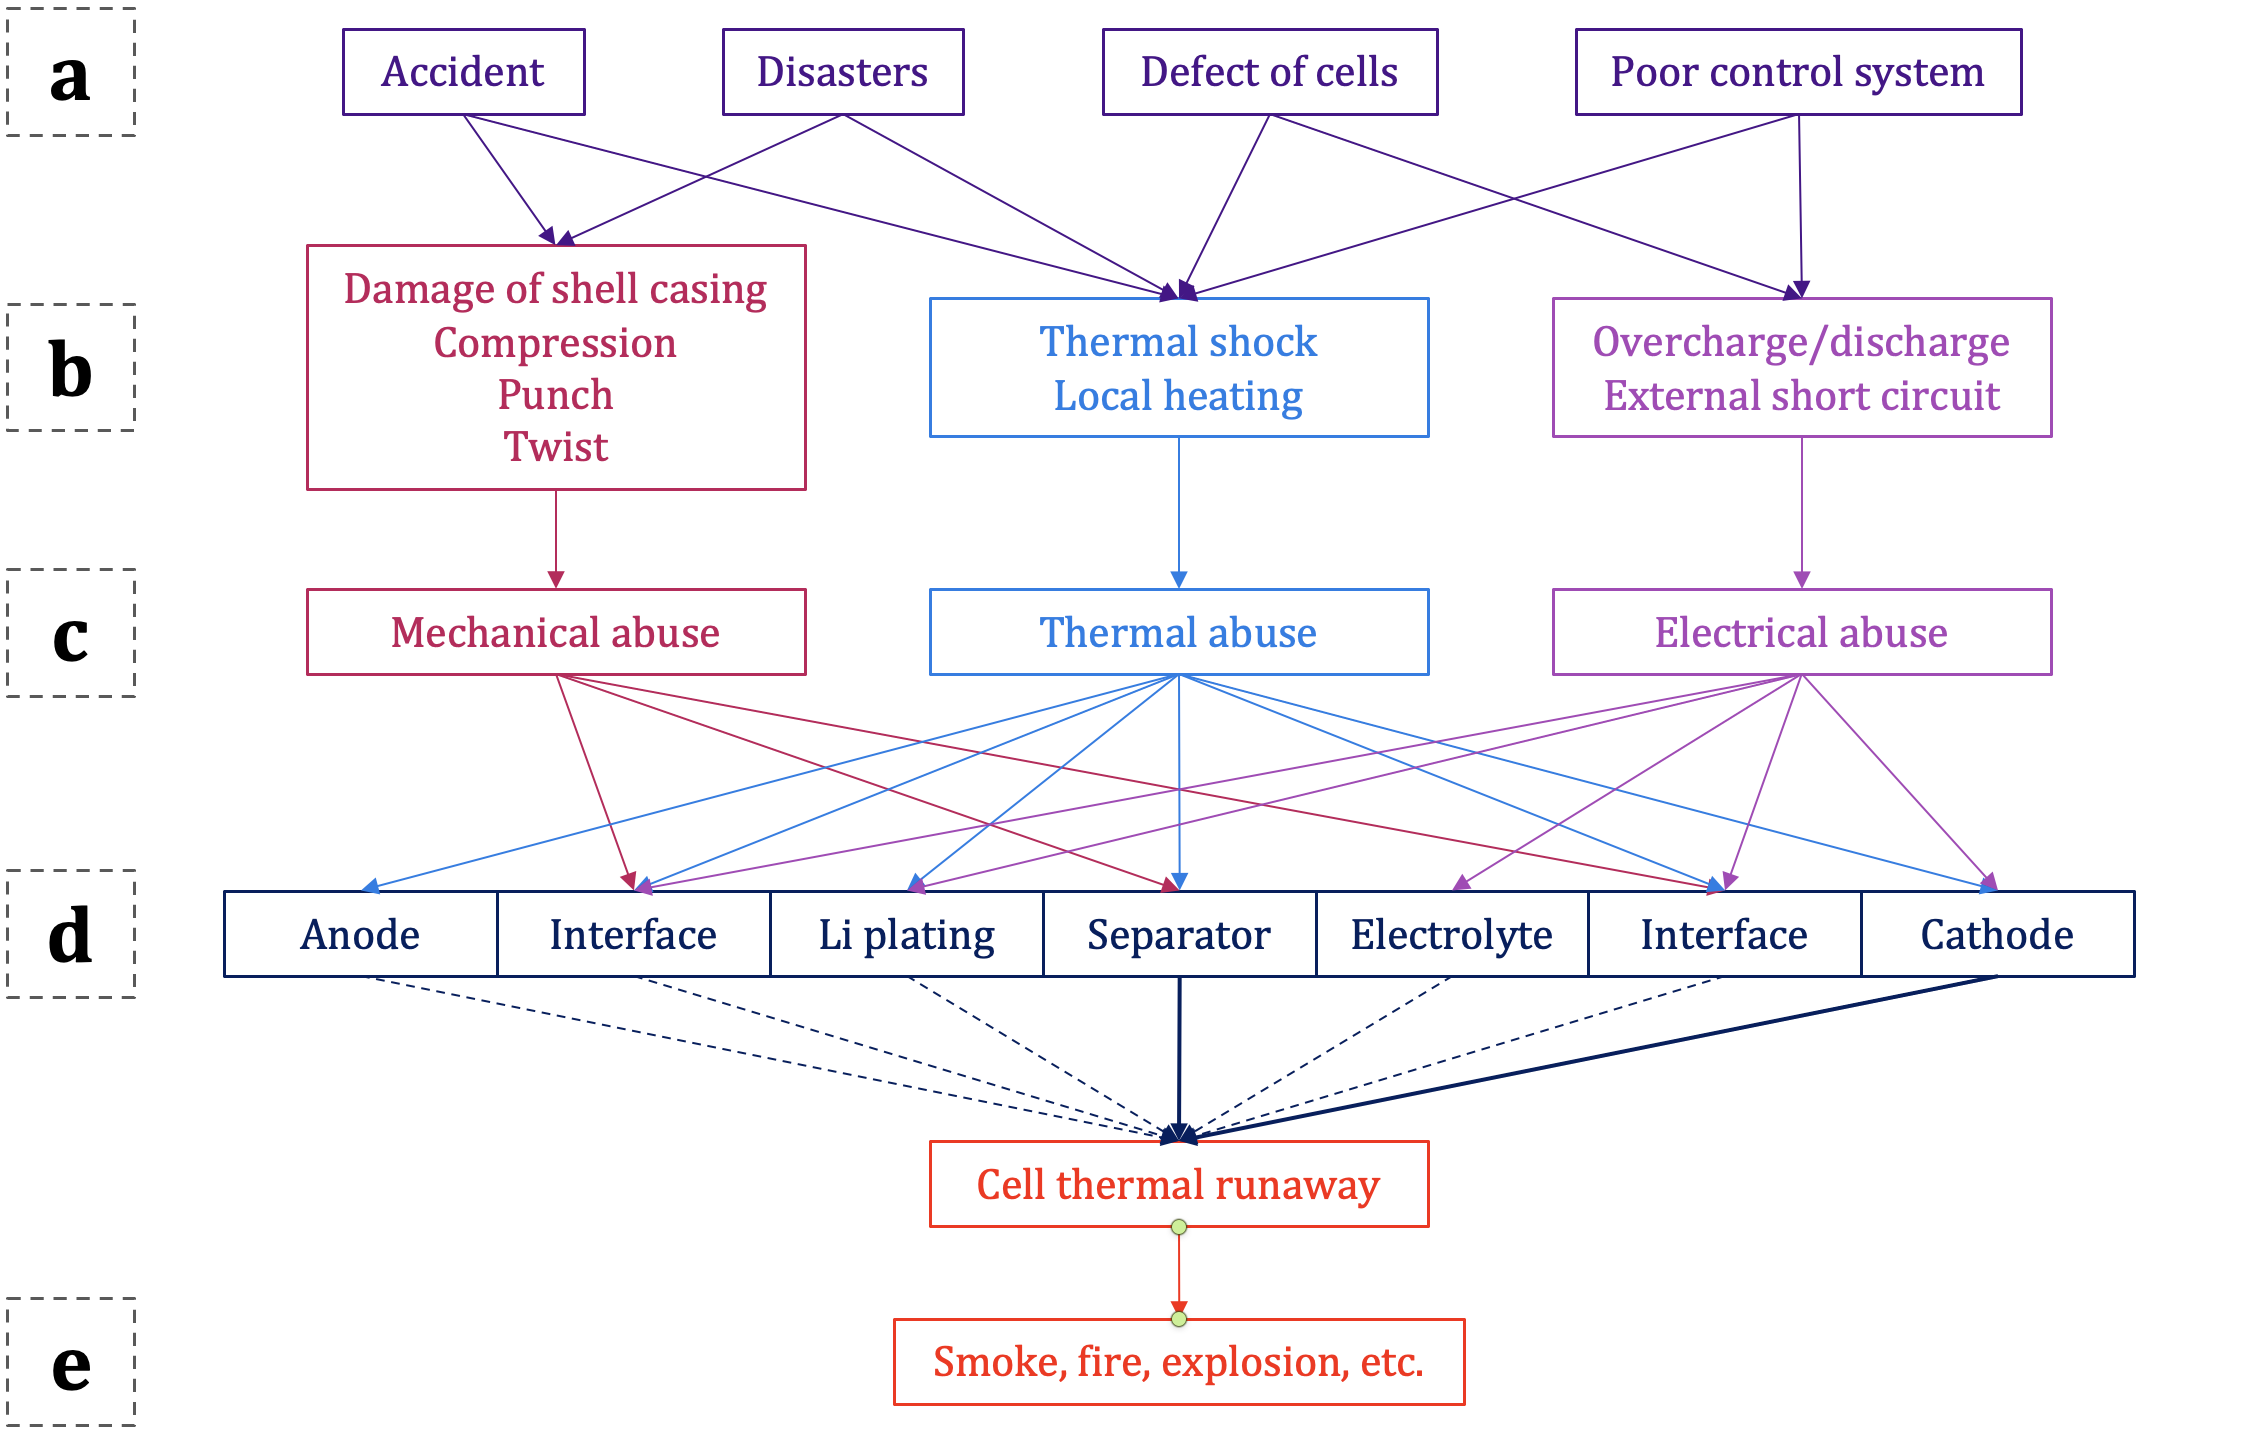 a
Accident
Disasters
Defect of cells
Poor control system
b
Damage of shell casing
Compression
Punch
Twist
Thermal shock
Local heating
Overcharge/discharge
External short circuit
c
Mechanical abuse
Thermal abuse
Electrical abuse
d
Anode
Interface
Li plating
Separator
Electrolyte
Interface
Cathode
Cell thermal runaway
e
Smoke, fire, explosion, etc.